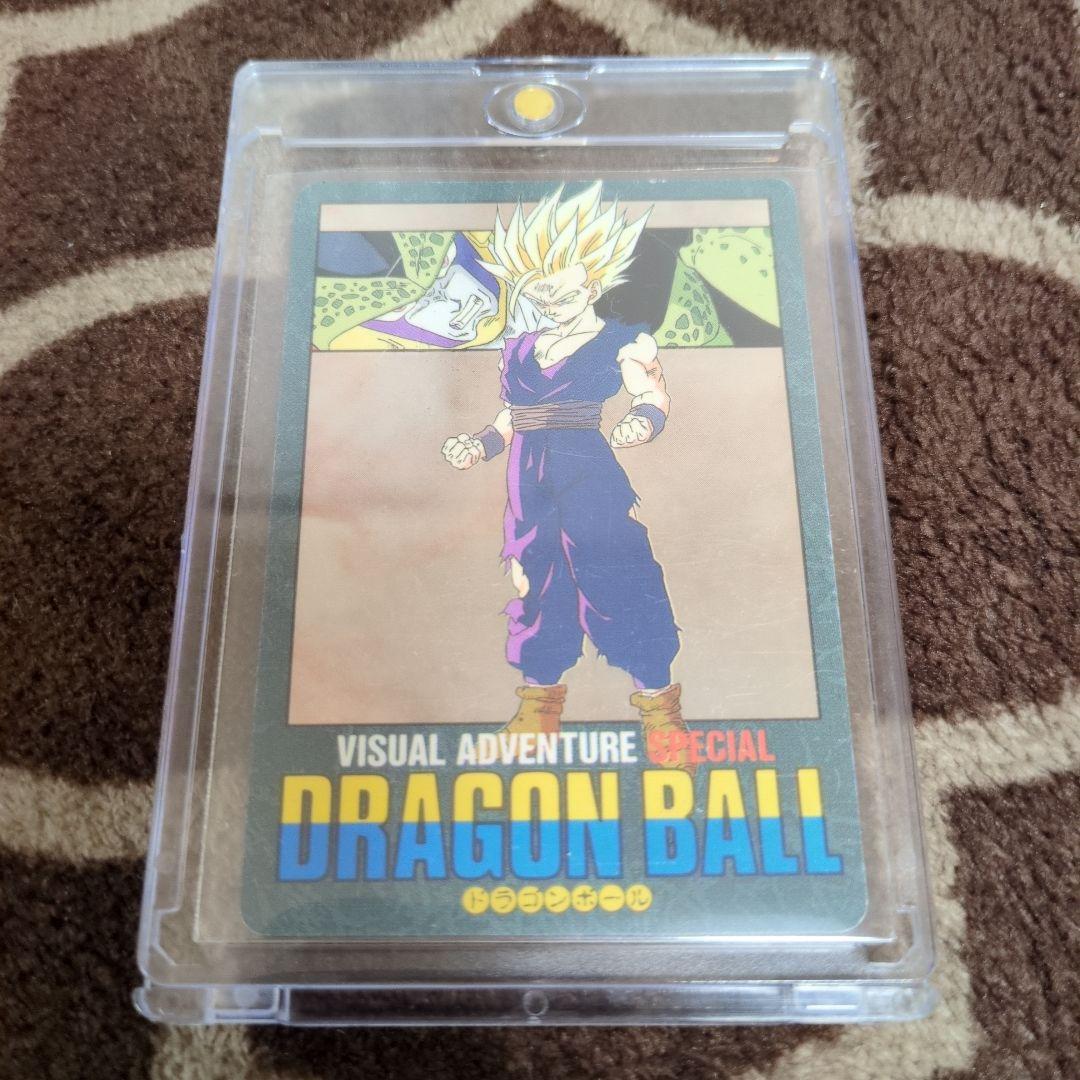 VISUAL ADVENTURE SPECIAL
DRAGON BALL
ドラゴンボール